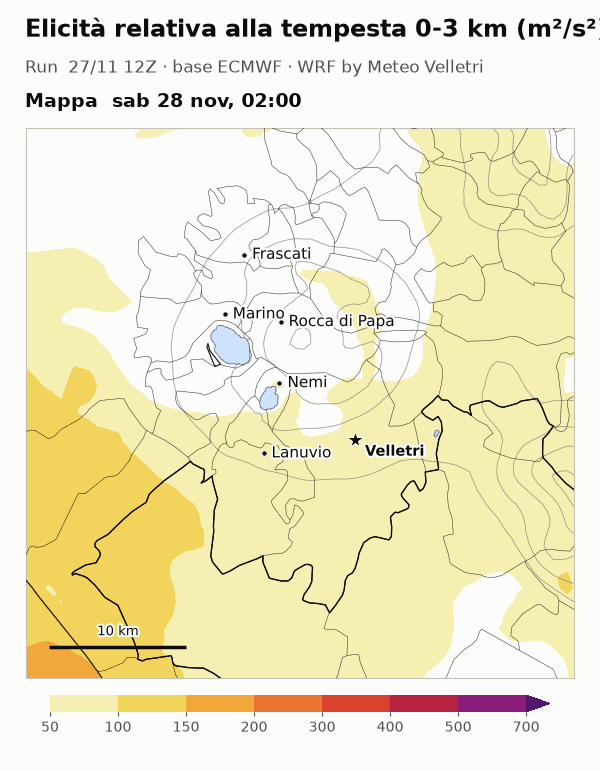 Elicità relativa alla tempesta 0-3 km (m²/s²)
Run 27/11 12Z · base ECMWF · WRF by Meteo Velletri
Mappa sab 28 nov, 02:00
Frascati
Marino
Rocca di Papa
Nemi
Velletri
Lanuvio
10 km
50 100 150 200 300 400 500 700